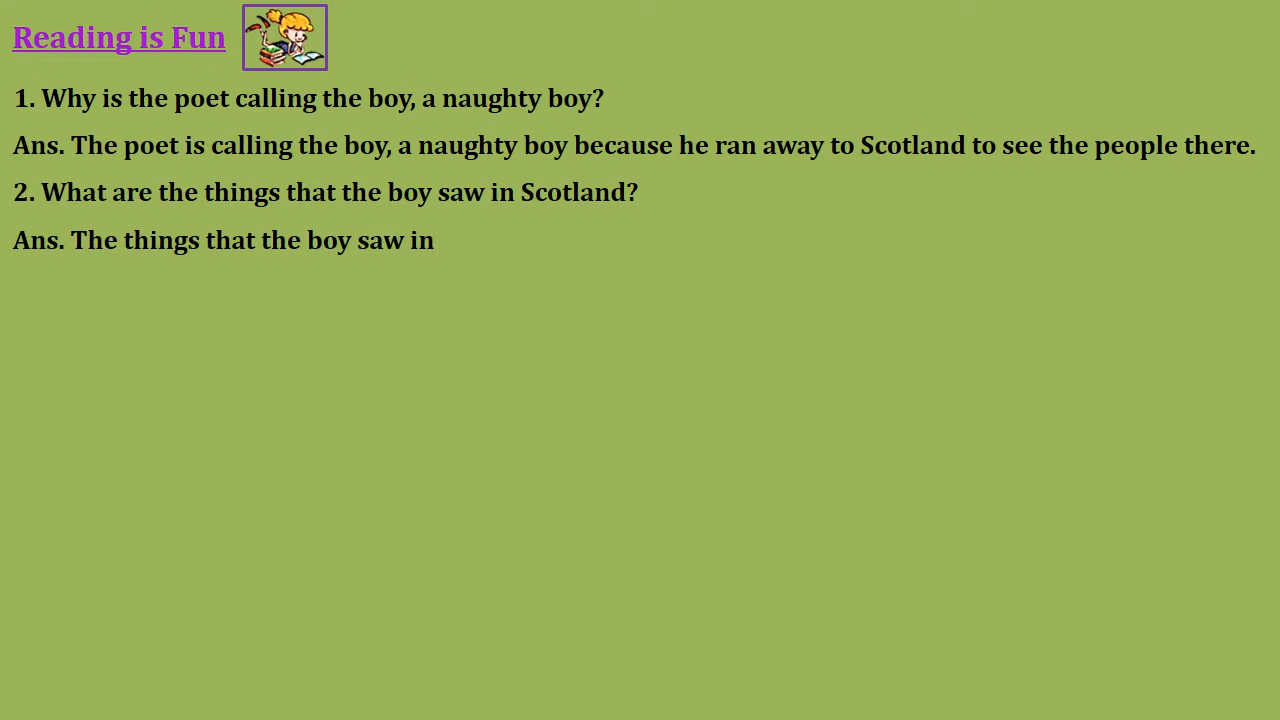 Reading is Fun
1. Why is the poet calling the boy, a naughty boy?
Ans. The poet is calling the boy, a naughty boy because he ran away to Scotland to see the people there.
2. What are the things that the boy saw in Scotland?
Ans. The things that the boy saw in